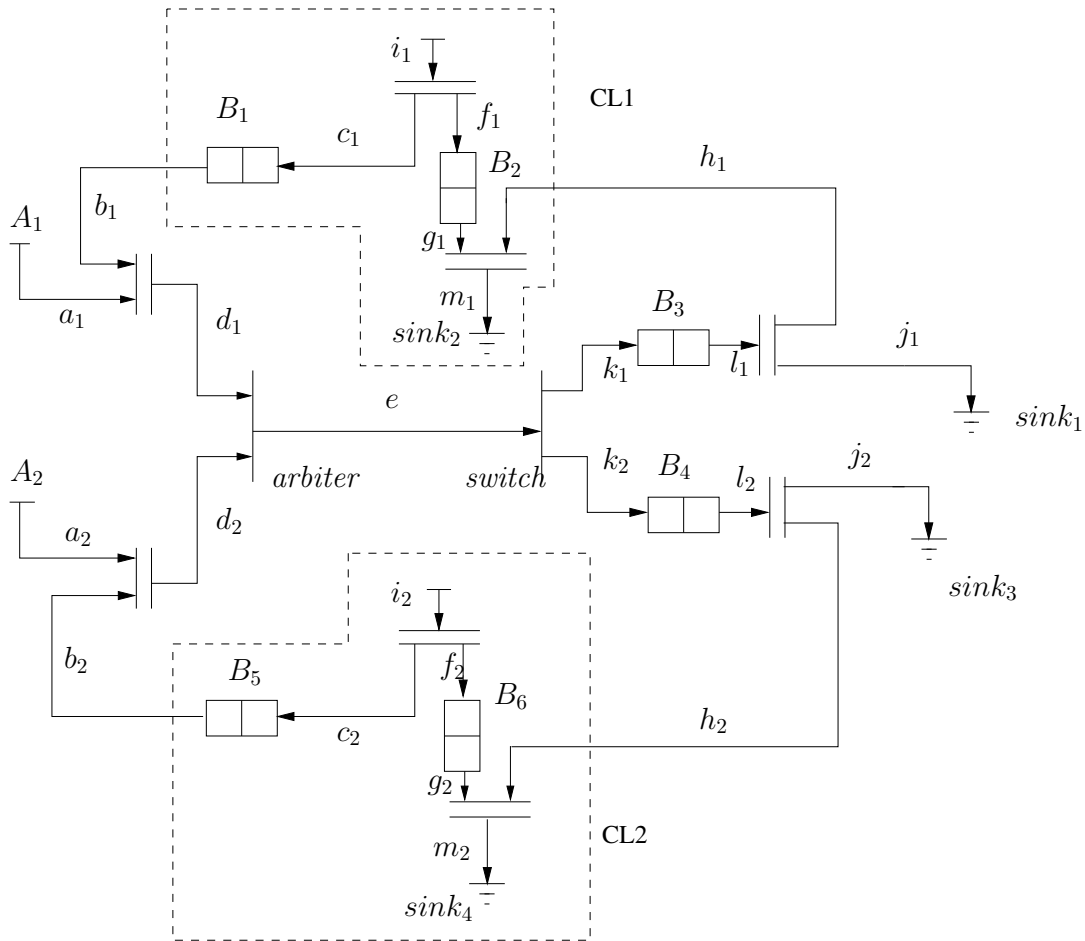 i₁
CL1
B₁
f₁
c₁
B₂
h₁
b₁
A₁
g₁
a₁
m₁
B₃
d₁
sink₂
j₁
k₁
l₁
e
sink₁
A₂
arbiter
switch
k₂
B₄
l₂
j₂
d₂
a₂
sink₃
i₂
b₂
f₂
B₅
B₆
c₂
h₂
g₂
CL2
m₂
sink₄